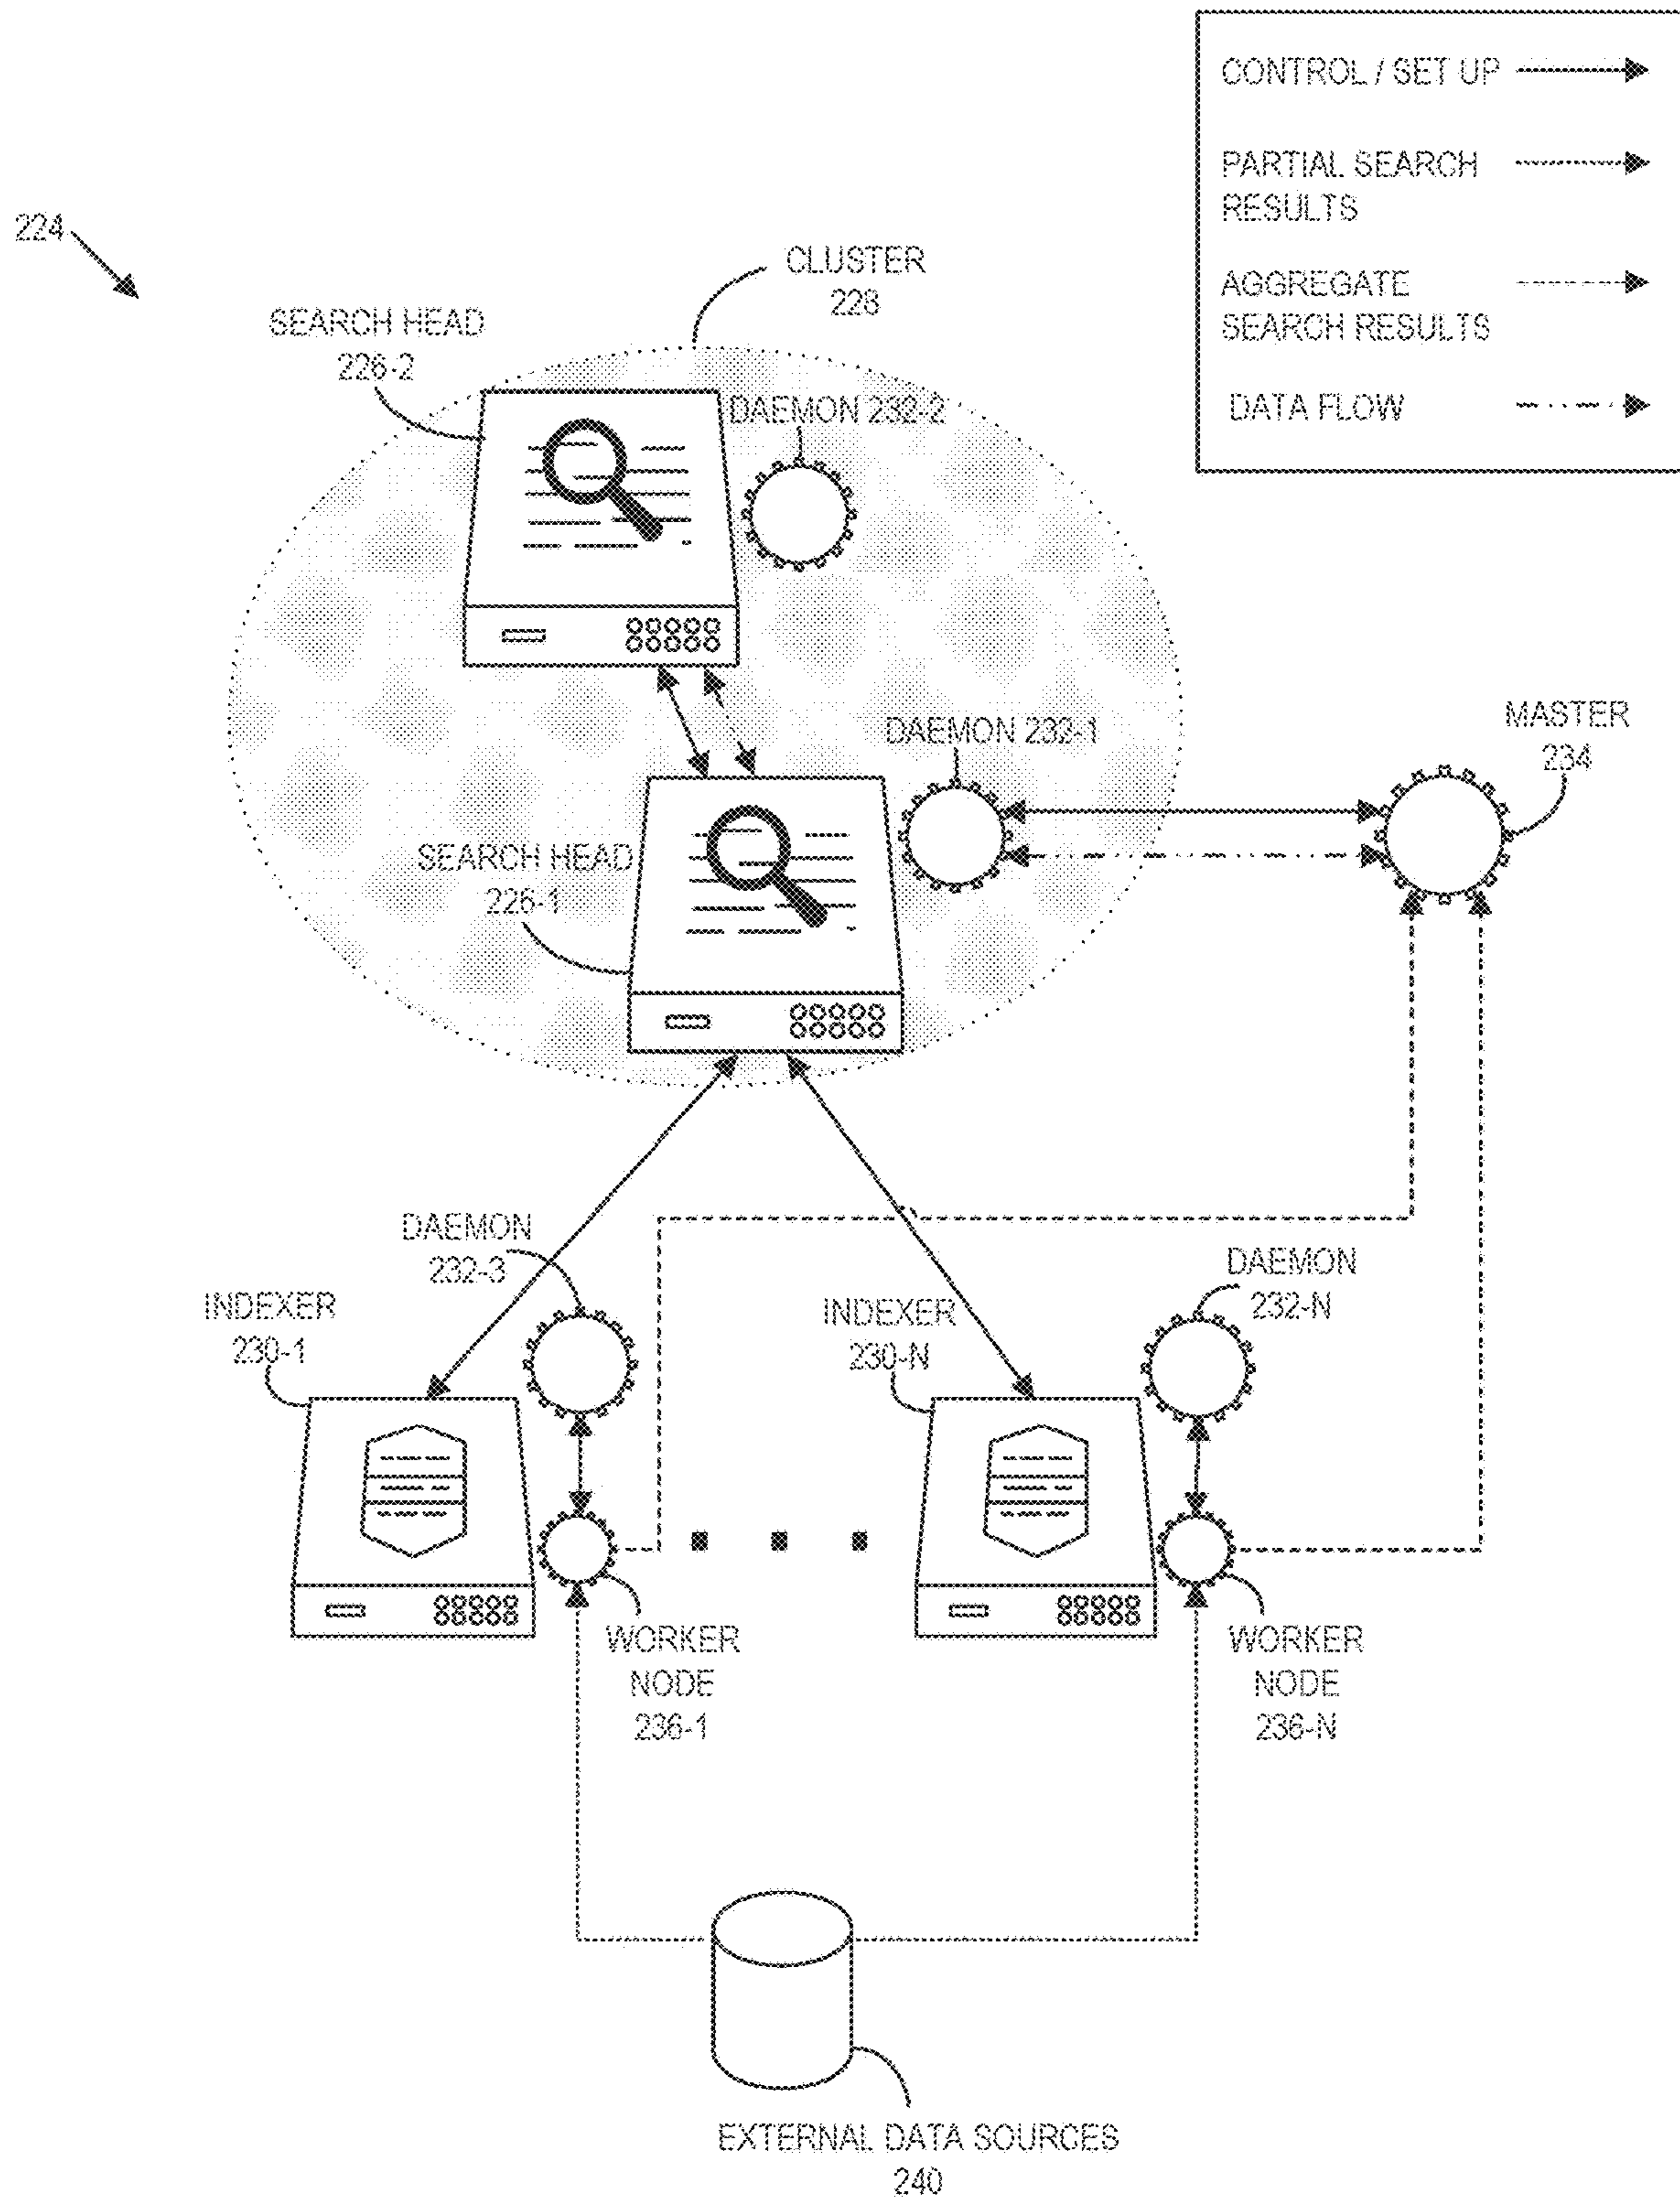 CONTROL / SET UP
PARTIAL SEARCH
RESULTS
AGGREGATE
SEARCH RESULTS
DATA FLOW
224
CLUSTER
228
SEARCH HEAD
226-2
DAEMON 232-2
DAEMON 232-1
MASTER
234
SEARCH HEAD
226-1
DAEMON
232-3
DAEMON
232-N
INDEXER
230-1
INDEXER
230-N
WORKER
NODE
236-1
WORKER
NODE
236-N
EXTERNAL DATA SOURCES
240